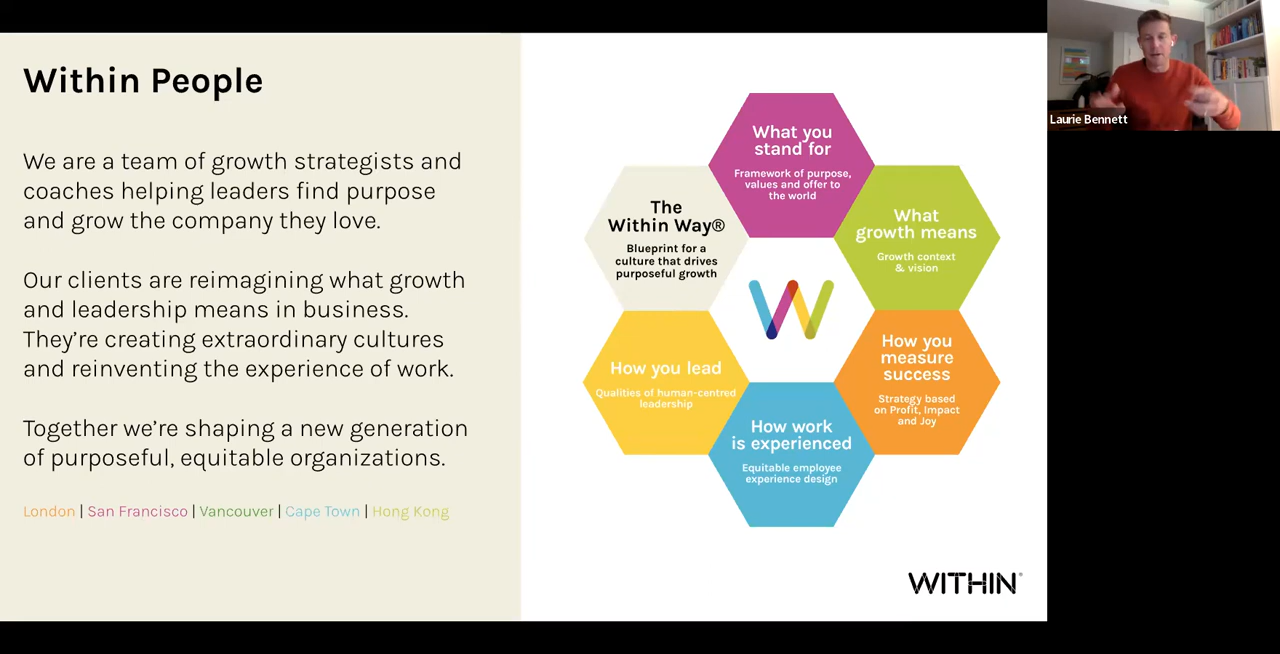 Within People
We are a team of growth strategists and
coaches helping leaders find purpose
and grow the company they love.
Our clients are reimagining what growth
and leadership means in business.
They’re creating extraordinary cultures
and reinventing the experience of work.
Together we’re shaping a new generation
of purposeful, equitable organizations.
London | San Francisco | Vancouver | Cape Town | Hong Kong
What you
stand for
Framework of purpose,
values and offer to
the world
What
growth means
Growth context
& vision
How you
measure
success
Strategy based
on Profit, Impact
and Joy
How work
is experienced
Equitable employee
experience design
How you lead
Qualities of human-centred
leadership
The
Within Way®
Blueprint for a
culture that drives
purposeful growth
W
WITHIN®
Laurie Bennett